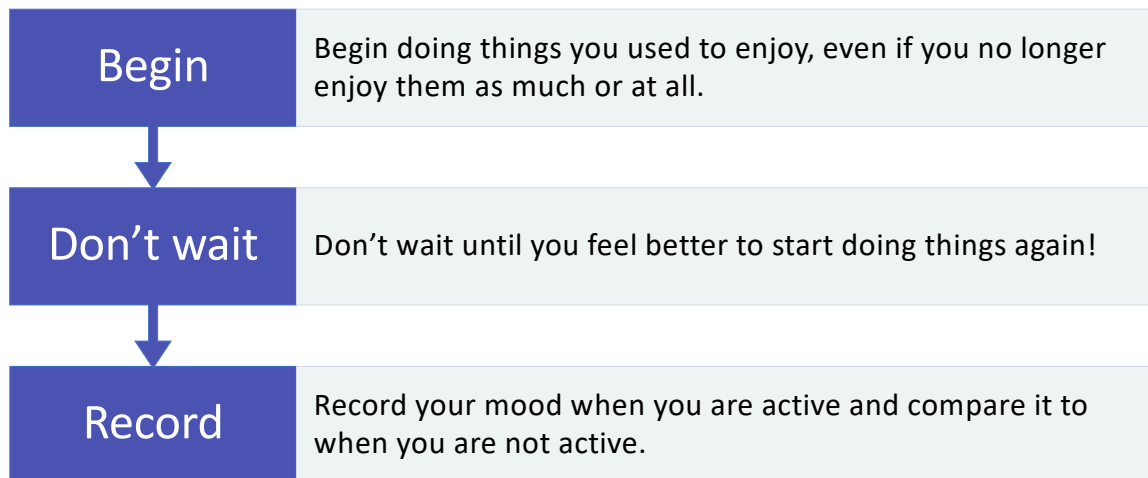 Begin
Begin doing things you used to enjoy, even if you no longer
enjoy them as much or at all.
Don’t wait
Don’t wait until you feel better to start doing things again!
Record
Record your mood when you are active and compare it to
when you are not active.